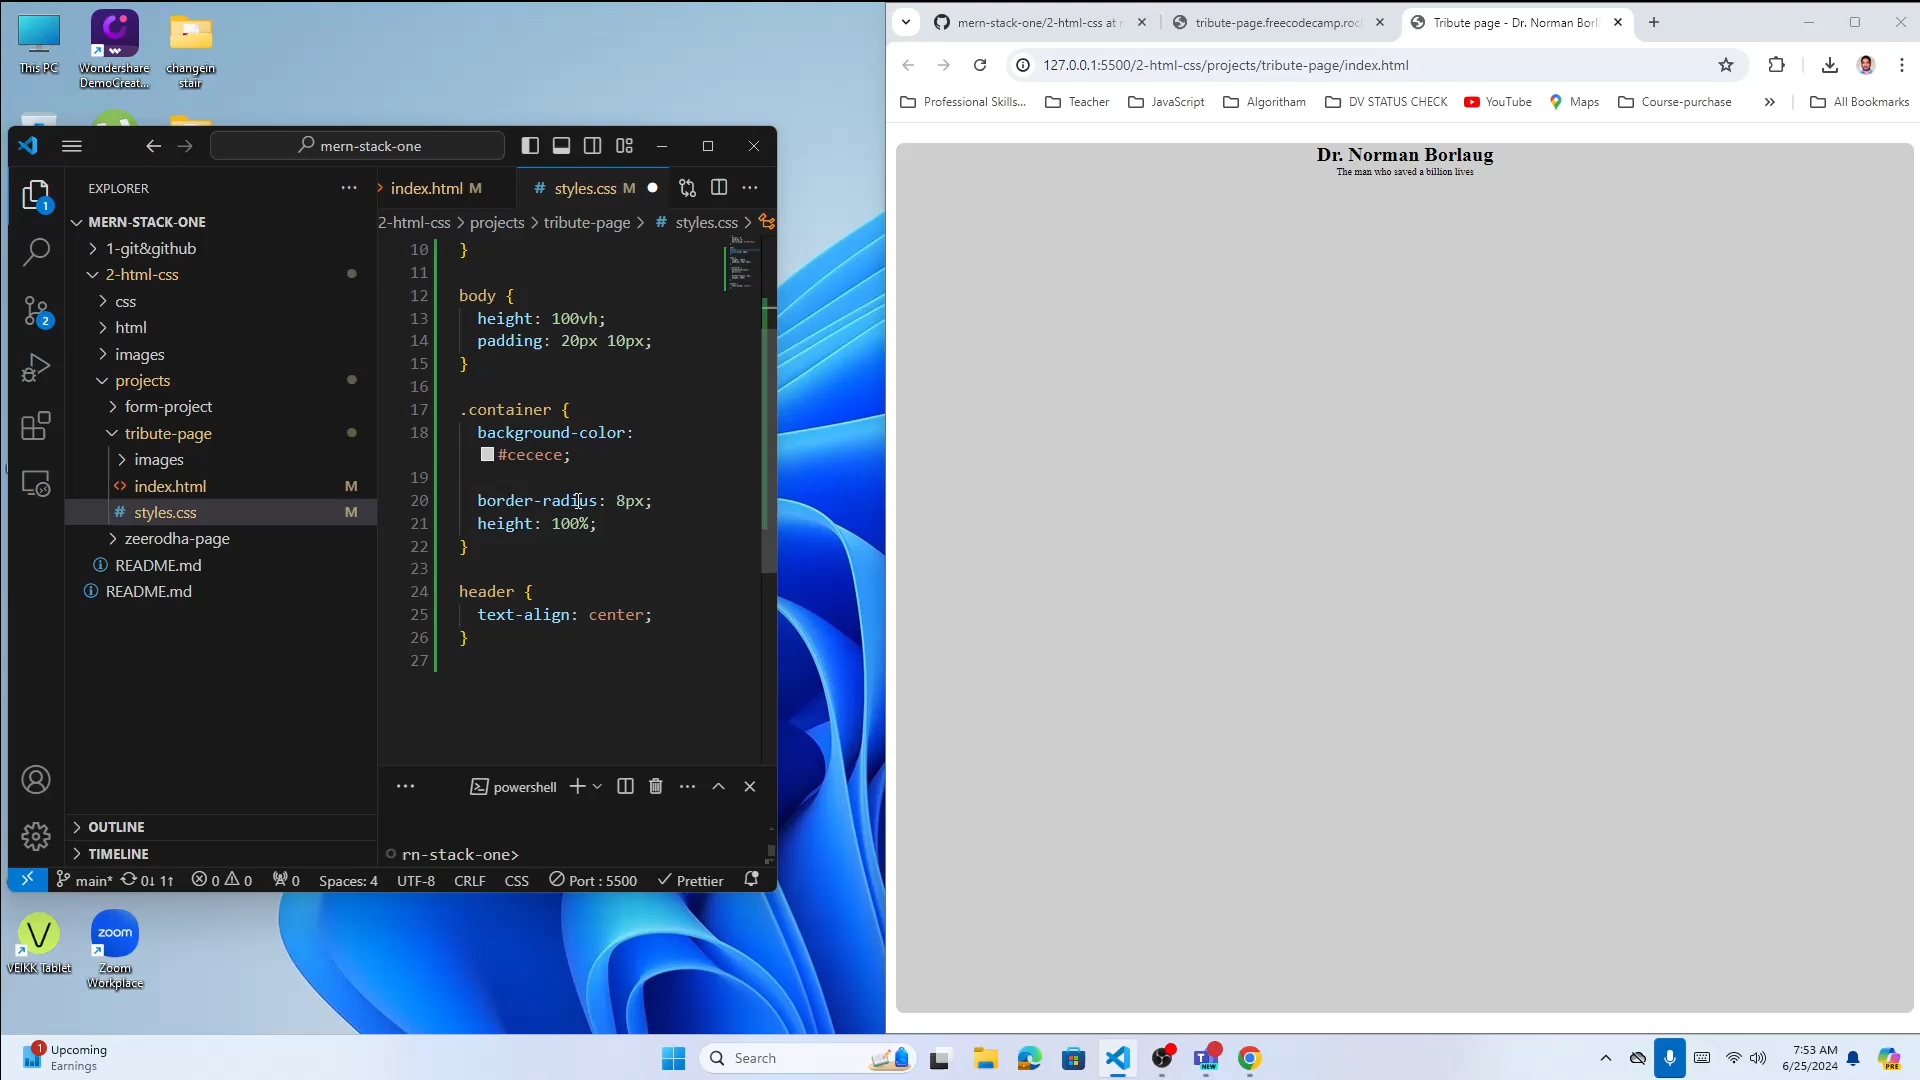 This PC
Wondershare
DemoCreat...
changein
stair
mern-stack-one
EXPLORER
MERN-STACK-ONE
1-git&github
2-html-css
css
html
images
projects
form-project
tribute-page
images
index.html M
styles.css M
zeerodha-page
README.md
README.md
OUTLINE
TIMELINE
index.html M
# styles.css M
2-html-css > projects > tribute-page > # styles.css >
10 }
11
12 body {
13 height: 100vh;
14 padding: 20px 10px;
15 }
16
17 .container {
18 background-color:
#cecece;
19
20 border-radius: 8px;
21 height: 100%;
22 }
23
24 header {
25 text-align: center;
26 }
27
powershell
rn-stack-one>
main* 0↓ 1↑ 0 0 0 Spaces: 4 UTF-8 CRLF CSS Port : 5500 Prettier
1
2
VEIKK Tablet
zoom
Zoom
Workplace
mern-stack-one/2-html-css at
tribute-page.freecodecamp.roc
Tribute page - Dr. Norman Borl
127.0.0.1:5500/2-html-css/projects/tribute-page/index.html
Professional Skills...
Teacher
JavaScript
Algoritham
DV STATUS CHECK
YouTube
Maps
Course-purchase
All Bookmarks
Dr. Norman Borlaug
The man who saved a billion lives
1
Upcoming
Earnings
Search
NEW
7:53 AM
6/25/2024
PRE